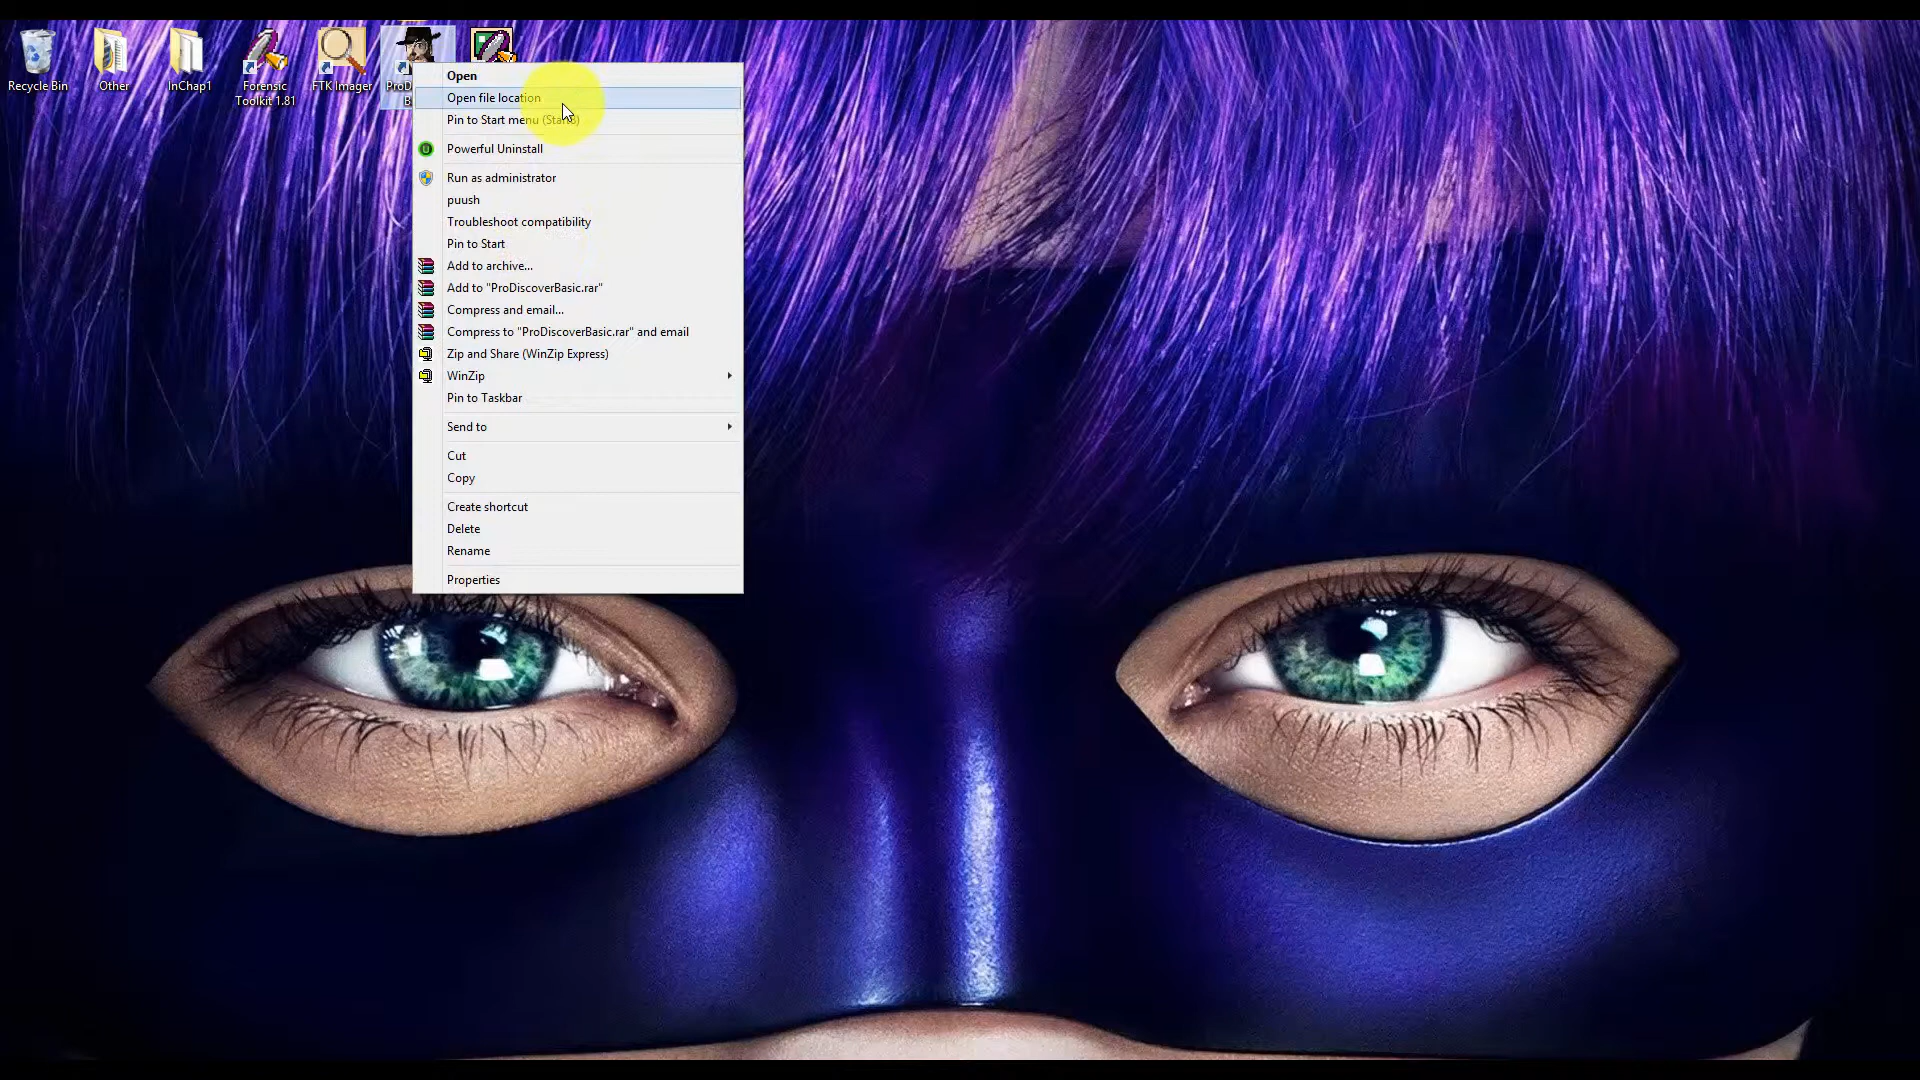 Recycle Bin
Other
InChap1
Forensic
Toolkit 1.81
FTK Imager
Open
Open file location
Pin to Start menu (Start8)
Powerful Uninstall
Run as administrator
puush
Troubleshoot compatibility
Pin to Start
Add to archive...
Add to "ProDiscoverBasic.rar"
Compress and email...
Compress to "ProDiscoverBasic.rar" and email
Zip and Share (WinZip Express)
WinZip
Pin to Taskbar
Send to
Cut
Copy
Create shortcut
Delete
Rename
Properties